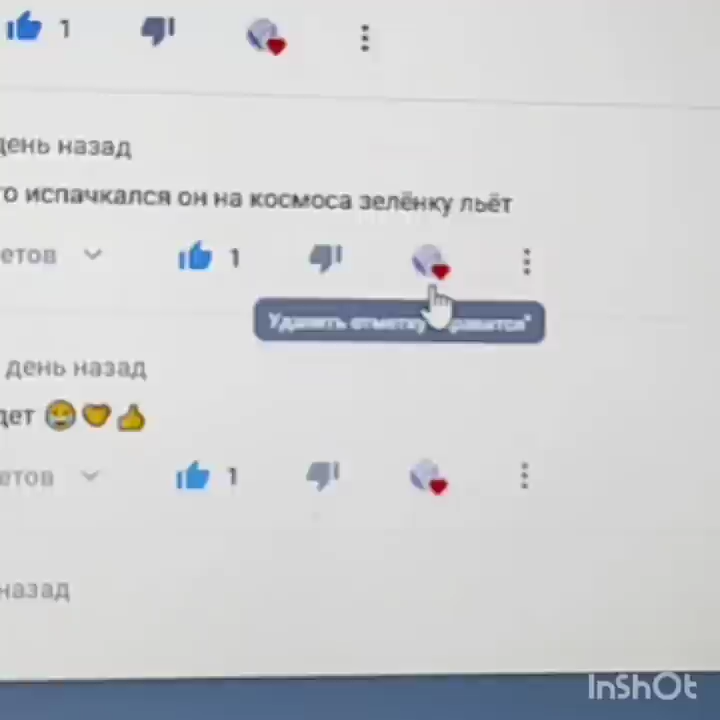 1
день назад
го испачкался он на космоса зелёнку льёт
етов
1
Удалить отметку "Нравится"
день назад
дет 😁🧡👍
етов
1
назад
InShOt